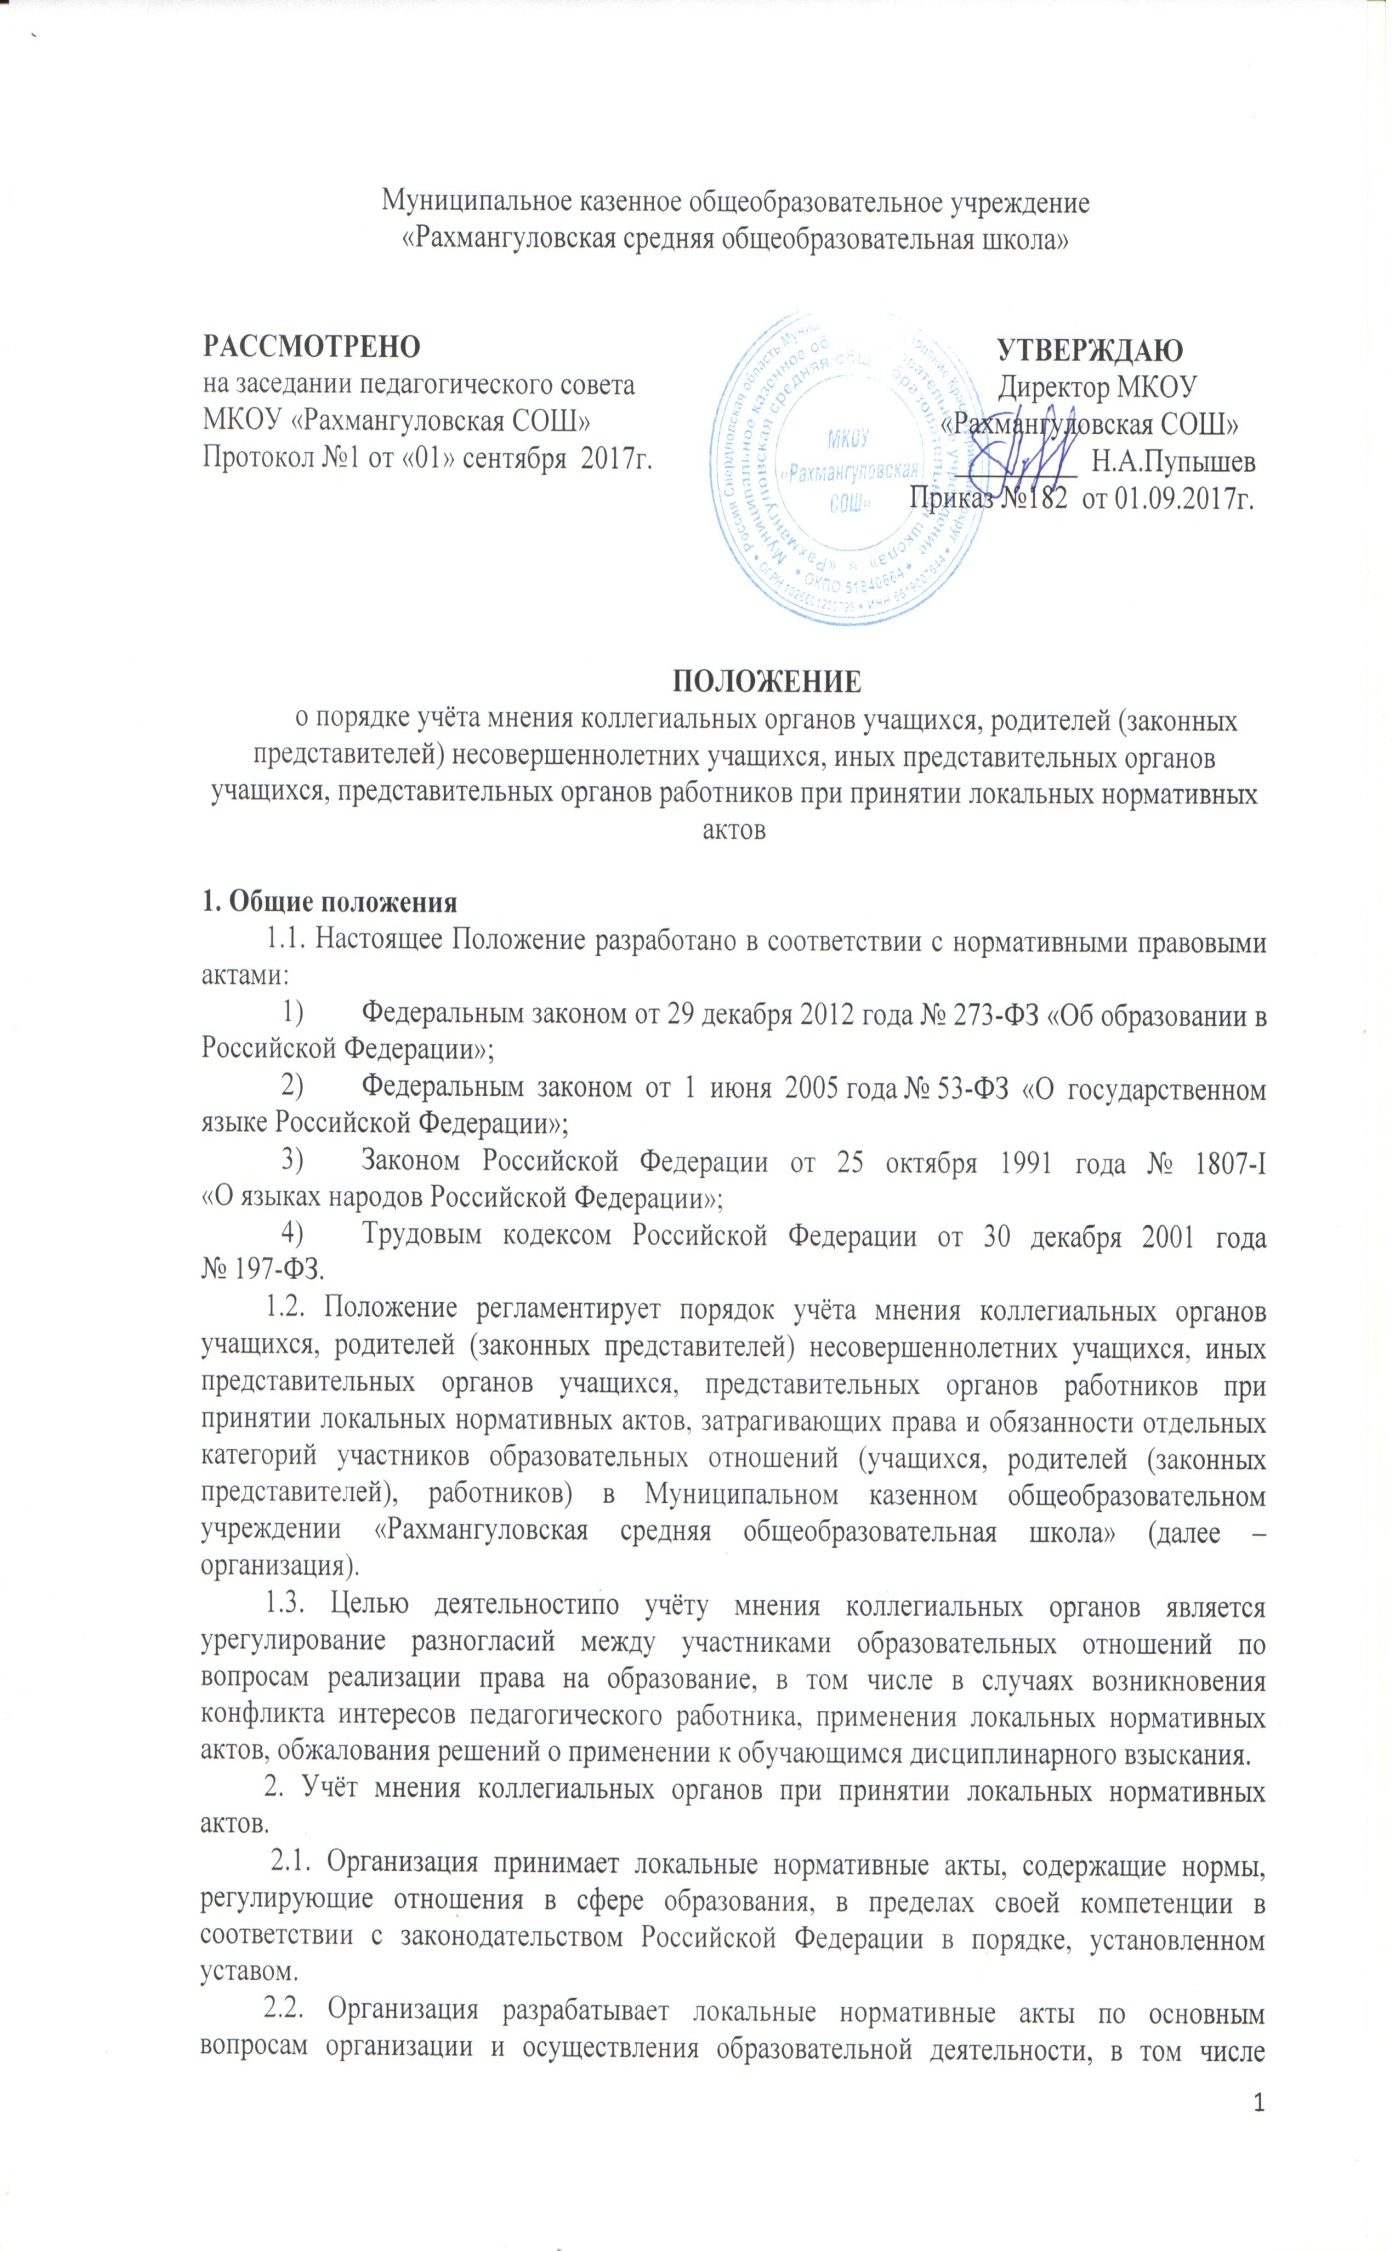 Муниципальное казенное общеобразовательное учреждение
«Рахмангуловская средняя общеобразовательная школа»
РАССМОТРЕНО
на заседании педагогического совета
МКОУ «Рахмангуловская СОШ»
Протокол №1 от «01» сентября 2017г.
МКОУ
«Рахмангуловская
СОШ»
УТВЕРЖДАЮ
Директор МКОУ
«Рахмангуловская СОШ»
_________ Н.А.Пупышев
Приказ №182 от 01.09.2017г.
ПОЛОЖЕНИЕ
о порядке учёта мнения коллегиальных органов учащихся, родителей (законных
представителей) несовершеннолетних учащихся, иных представительных органов
учащихся, представительных органов работников при принятии локальных нормативных
актов
1. Общие положения
1.1. Настоящее Положение разработано в соответствии с нормативными правовыми
актами:
1) Федеральным законом от 29 декабря 2012 года № 273-ФЗ «Об образовании в
Российской Федерации»;
2) Федеральным законом от 1 июня 2005 года № 53-ФЗ «О государственном
языке Российской Федерации»;
3) Законом Российской Федерации от 25 октября 1991 года № 1807-I
«О языках народов Российской Федерации»;
4) Трудовым кодексом Российской Федерации от 30 декабря 2001 года
№ 197-ФЗ.
1.2. Положение регламентирует порядок учёта мнения коллегиальных органов
учащихся, родителей (законных представителей) несовершеннолетних учащихся, иных
представительных органов учащихся, представительных органов работников при
принятии локальных нормативных актов, затрагивающих права и обязанности отдельных
категорий участников образовательных отношений (учащихся, родителей (законных
представителей), работников) в Муниципальном казенном общеобразовательном
учреждении «Рахмангуловская средняя общеобразовательная школа» (далее –
организация).
1.3. Целью деятельностипо учёту мнения коллегиальных органов является
урегулирование разногласий между участниками образовательных отношений по
вопросам реализации права на образование, в том числе в случаях возникновения
конфликта интересов педагогического работника, применения локальных нормативных
актов, обжалования решений о применении к обучающимся дисциплинарного взыскания.
2. Учёт мнения коллегиальных органов при принятии локальных нормативных
актов.
2.1. Организация принимает локальные нормативные акты, содержащие нормы,
регулирующие отношения в сфере образования, в пределах своей компетенции в
соответствии с законодательством Российской Федерации в порядке, установленном
уставом.
2.2. Организация разрабатывает локальные нормативные акты по основным
вопросам организации и осуществления образовательной деятельности, в том числе
1